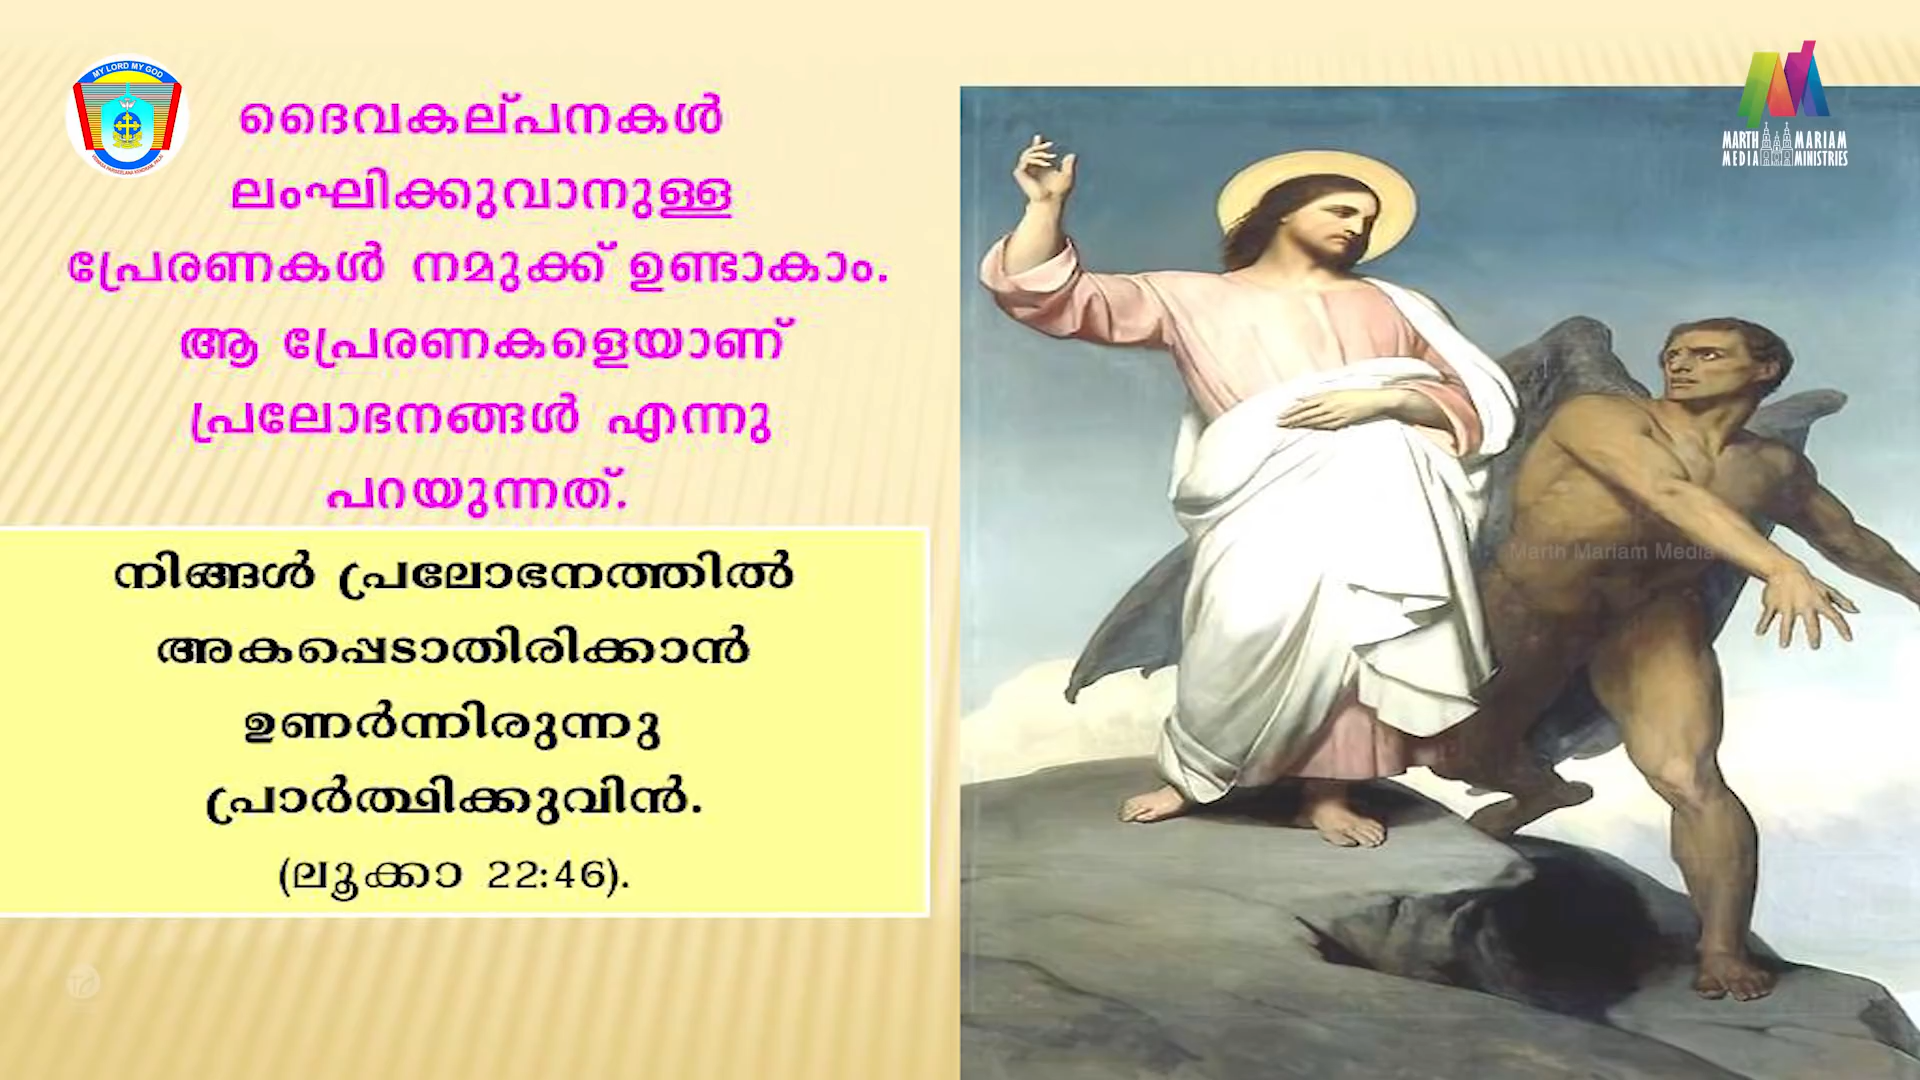 MY LORD MY GOD
ദൈവകല്പനകൾ
ലംഘിക്കുവാനുള്ള
പ്രേരണകൾ നമുക്ക് ഉണ്ടാകാം.
ആ പ്രേരണകളെയാണ്
പ്രലോഭനങ്ങൾ എന്നു
പറയുന്നത്.
നിങ്ങൾ പ്രലോഭനത്തിൽ
അകപ്പെടാതിരിക്കാൻ
ഉണർന്നിരുന്നു
പ്രാർത്ഥിക്കുവിൻ.
(ലൂക്കാ 22:46).
MARTH MARIAM
MEDIA MINISTRIES
Marth Mariam Media